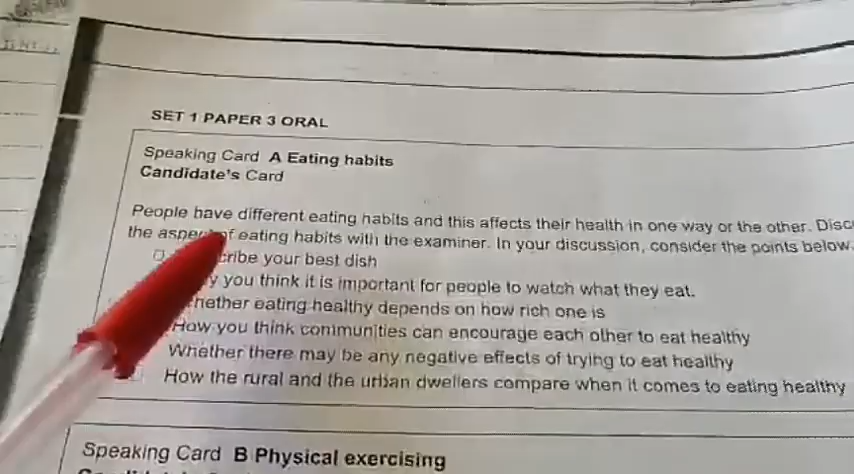 SET 1 PAPER 3 ORAL
Speaking Card A Eating habits
Candidate's Card
People have different eating habits and this affects their health in one way or the other.
the of eating habits with the examiner. In your discussion, consider the points below.
your best dish
you think it is important for people to watch what they eat.
eating healthy depends on how rich one is
How you think communities can encourage each other to eat healthy
Whether there may be any negative effects of trying to eat healthy
How the rural and the urban dwellers compare when it comes to eating healthy
Speaking Card B Physical exercising